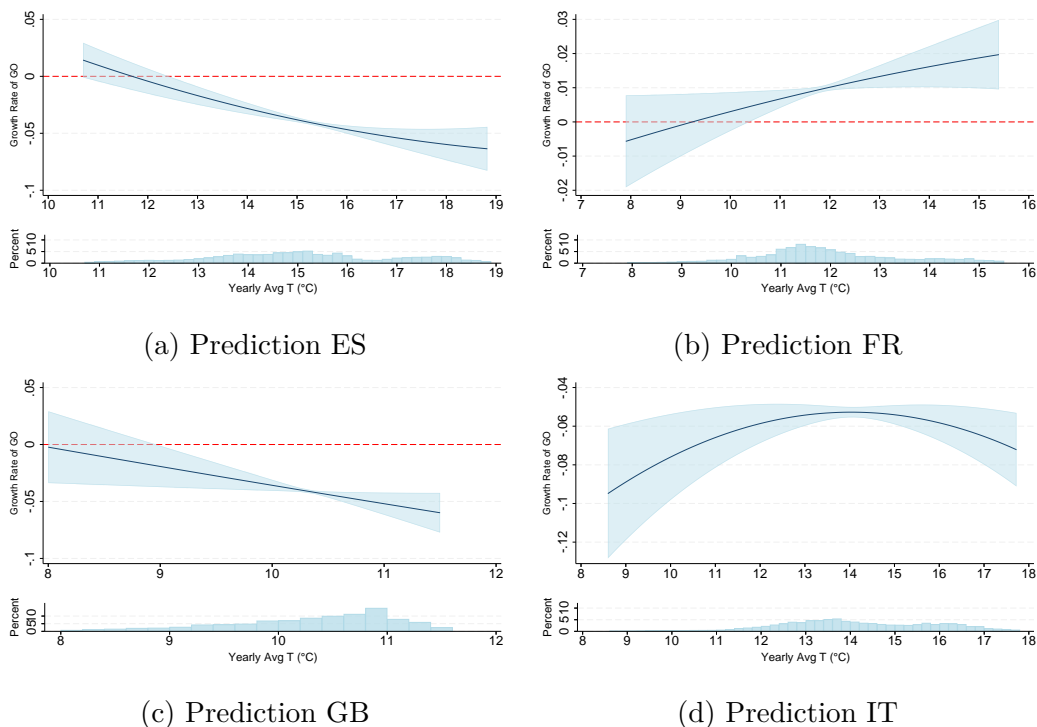 Growth Rate of GO
.05
0
-.05
-.1
10 11 12 13 14 15 16 17 18 19
Percent
0 5 10
10 11 12 13 14 15 16 17 18 19
Yearly Avg T (°C)
(a) Prediction ES
Growth Rate of GO
.03
.02
.01
0
-.01
-.02
7 8 9 10 11 12 13 14 15 16
Percent
0 5 10
7 8 9 10 11 12 13 14 15 16
Yearly Avg T (°C)
(b) Prediction FR
Growth Rate of GO
.05
0
-.05
-.1
8 9 10 11 12
Percent
0 5 10
8 9 10 11 12
Yearly Avg T (°C)
(c) Prediction GB
Growth Rate of GO
-.04
-.06
-.08
-.1
-.12
8 9 10 11 12 13 14 15 16 17 18
Percent
0 5 10
8 9 10 11 12 13 14 15 16 17 18
Yearly Avg T (°C)
(d) Prediction IT